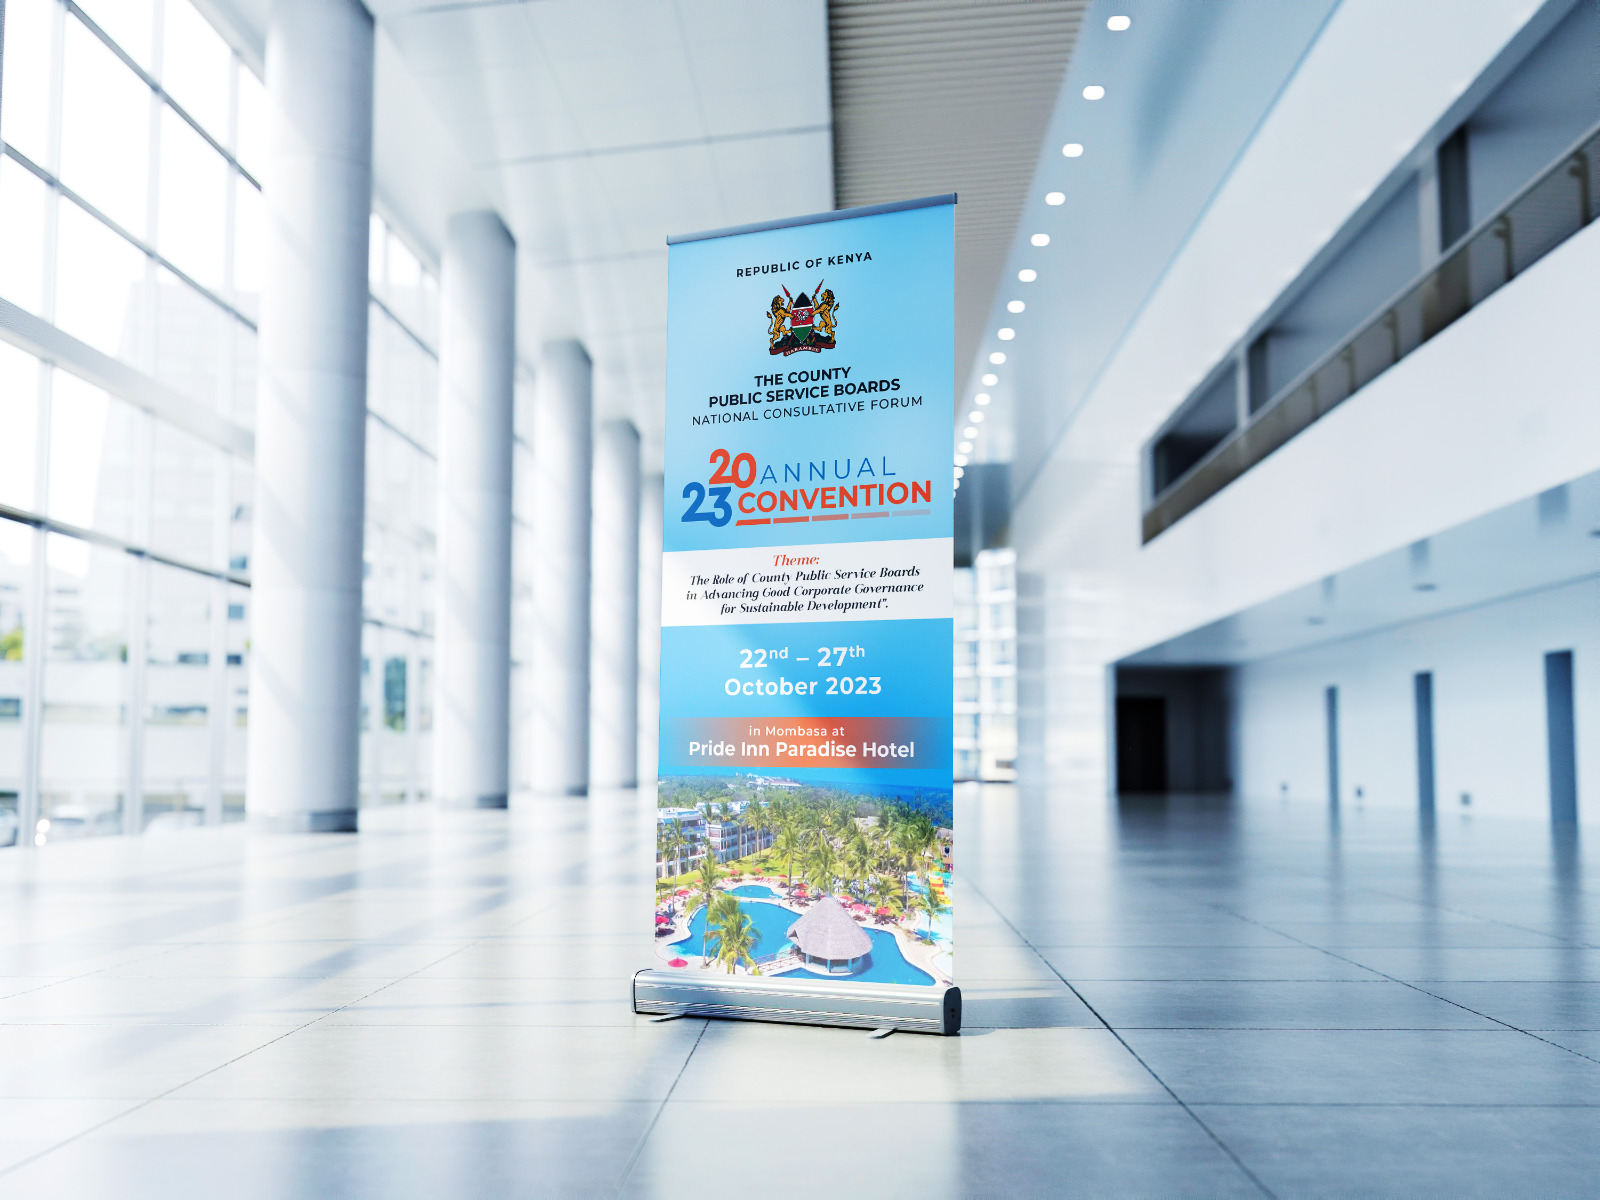 REPUBLIC OF KENYA
HARAMBEE
THE COUNTY
PUBLIC SERVICE BOARDS
NATIONAL CONSULTATIVE FORUM
2023 ANNUAL
CONVENTION
Theme:
The Role of County Public Service Boards
in Advancing Good Corporate Governance
for Sustainable Development".
22nd – 27th
October 2023
in Mombasa at
Pride Inn Paradise Hotel